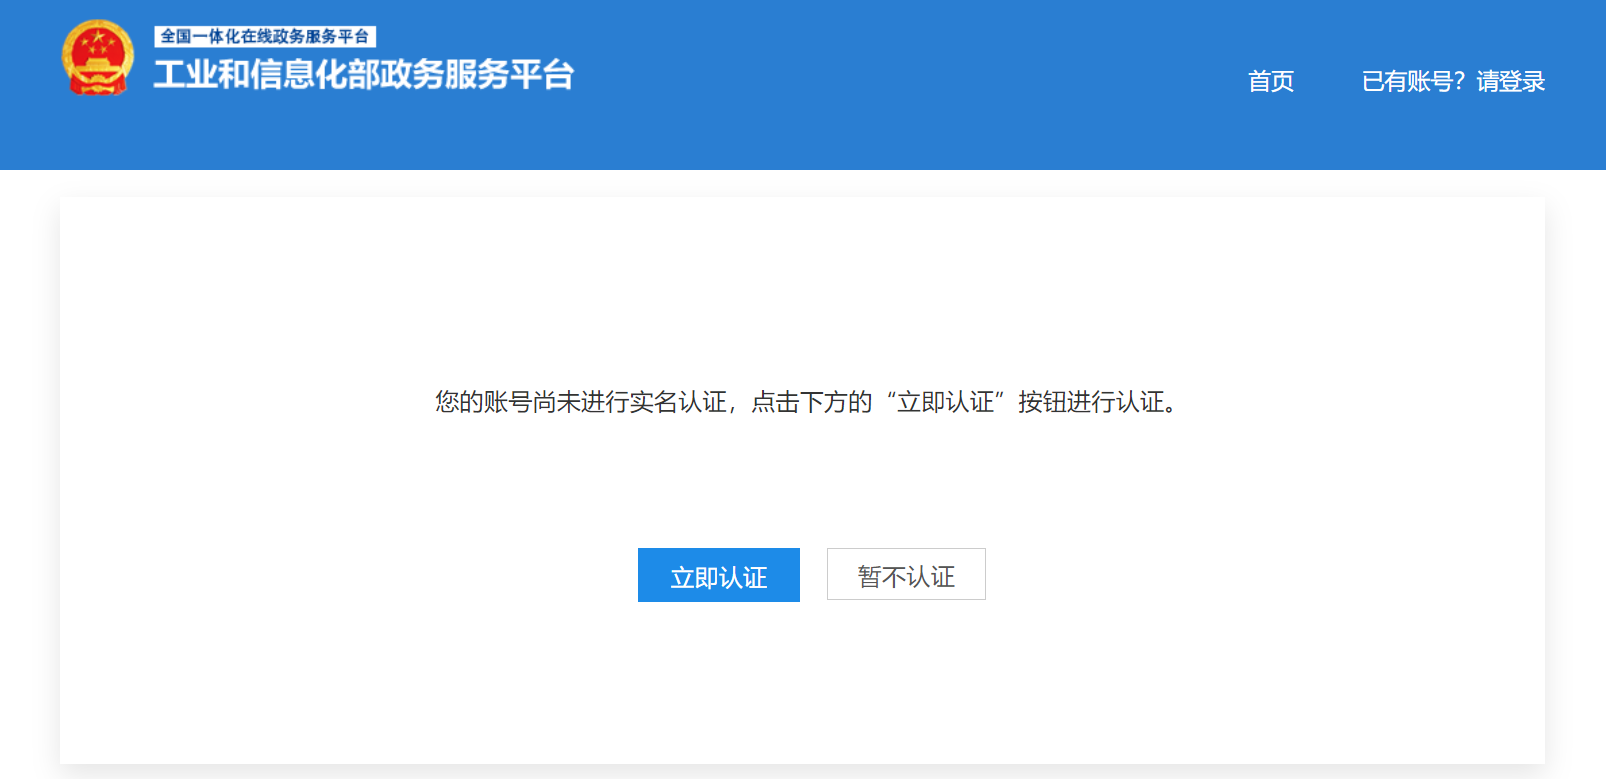 全国一体化在线政务服务平台
工业和信息化部政务服务平台
首页 已有账号？请登录
您的账号尚未进行实名认证，点击下方的“立即认证”按钮进行认证。
立即认证 暂不认证